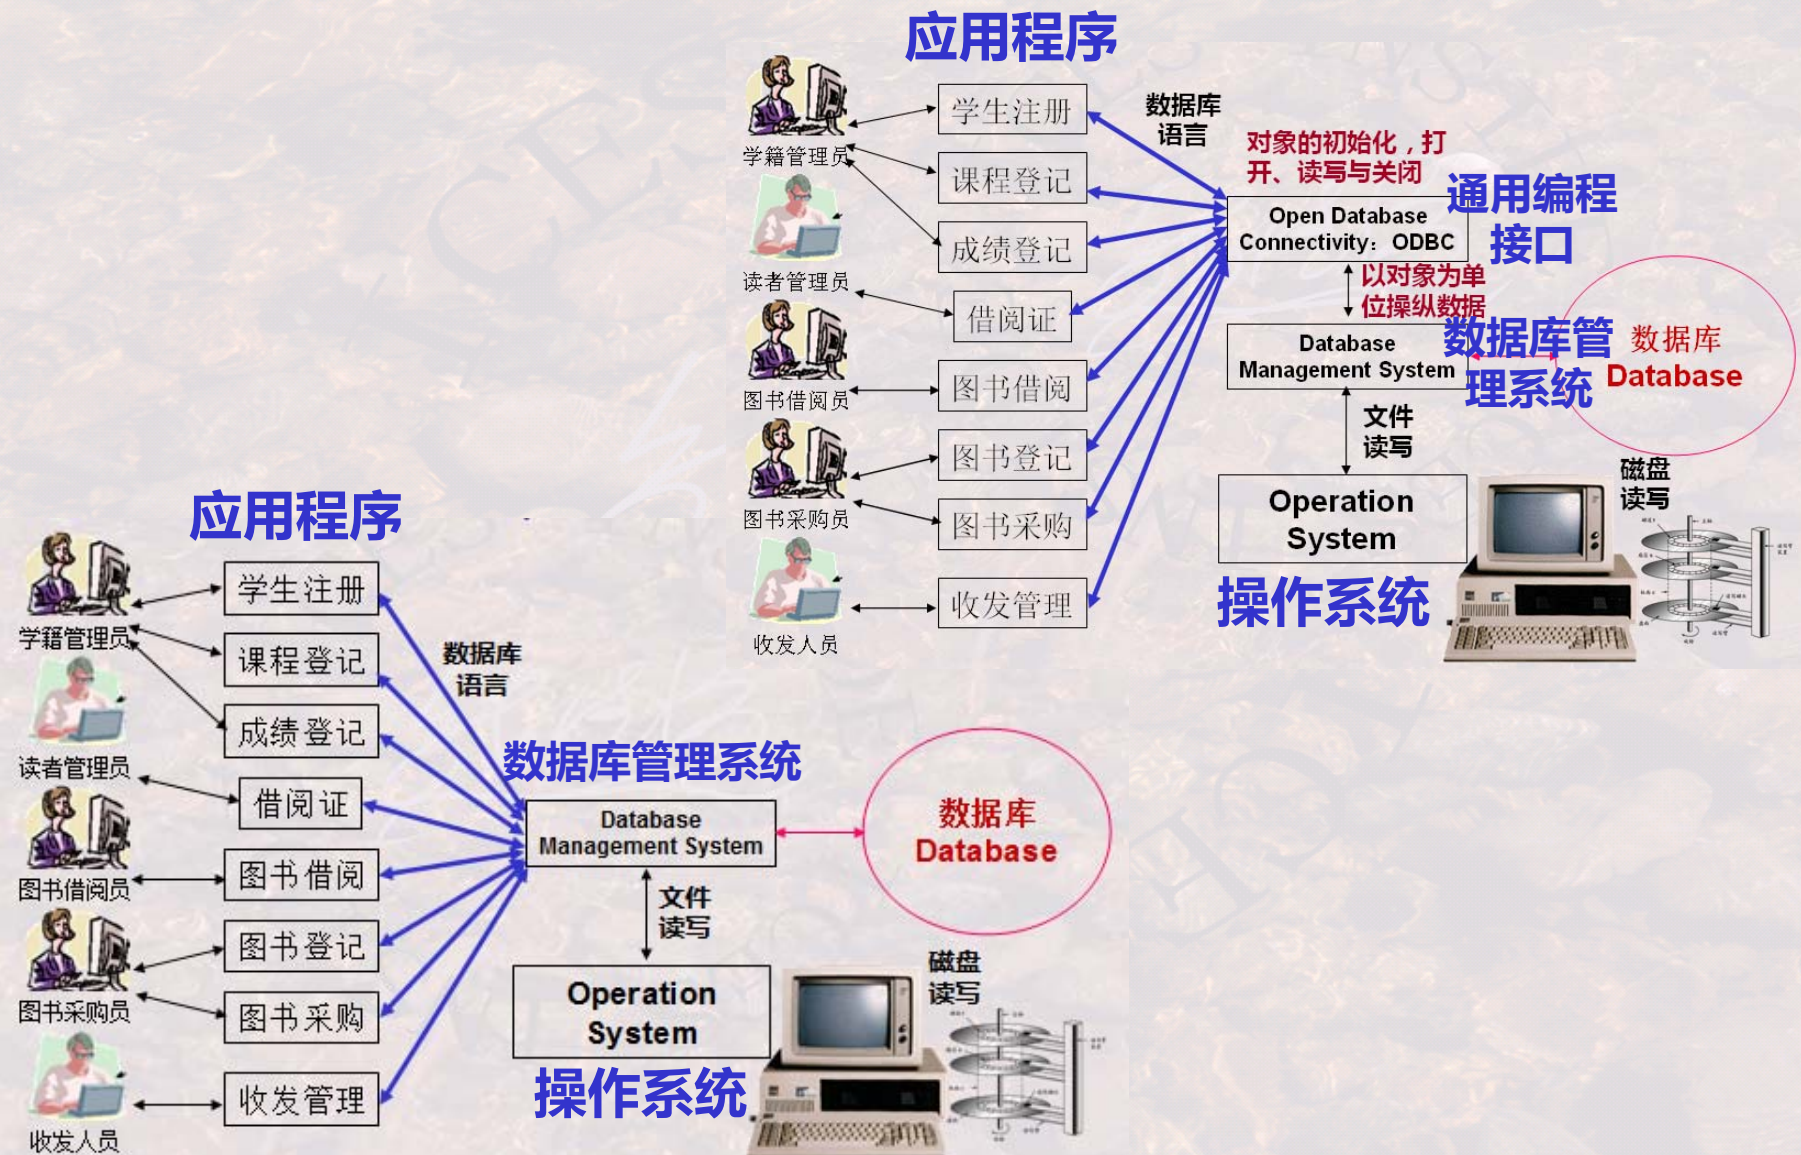 应用程序
学籍管理员
读者管理员
图书借阅员
图书采购员
收发人员
学生注册
课程登记
成绩登记
借阅证
图书借阅
图书登记
图书采购
收发管理
数据库
语言
对象的初始化，打
开、读写与关闭
通用编程
接口
Open Database
Connectivity：ODBC
以对象为单
位操纵数据
数据库管
理系统
Database
Management System
数据库
Database
文件
读写
Operation
System
操作系统
磁盘
读写
应用程序
学籍管理员
读者管理员
图书借阅员
图书采购员
收发人员
学生注册
课程登记
成绩登记
借阅证
图书借阅
图书登记
图书采购
收发管理
数据库
语言
数据库管理系统
Database
Management System
数据库
Database
文件
读写
Operation
System
操作系统
磁盘
读写